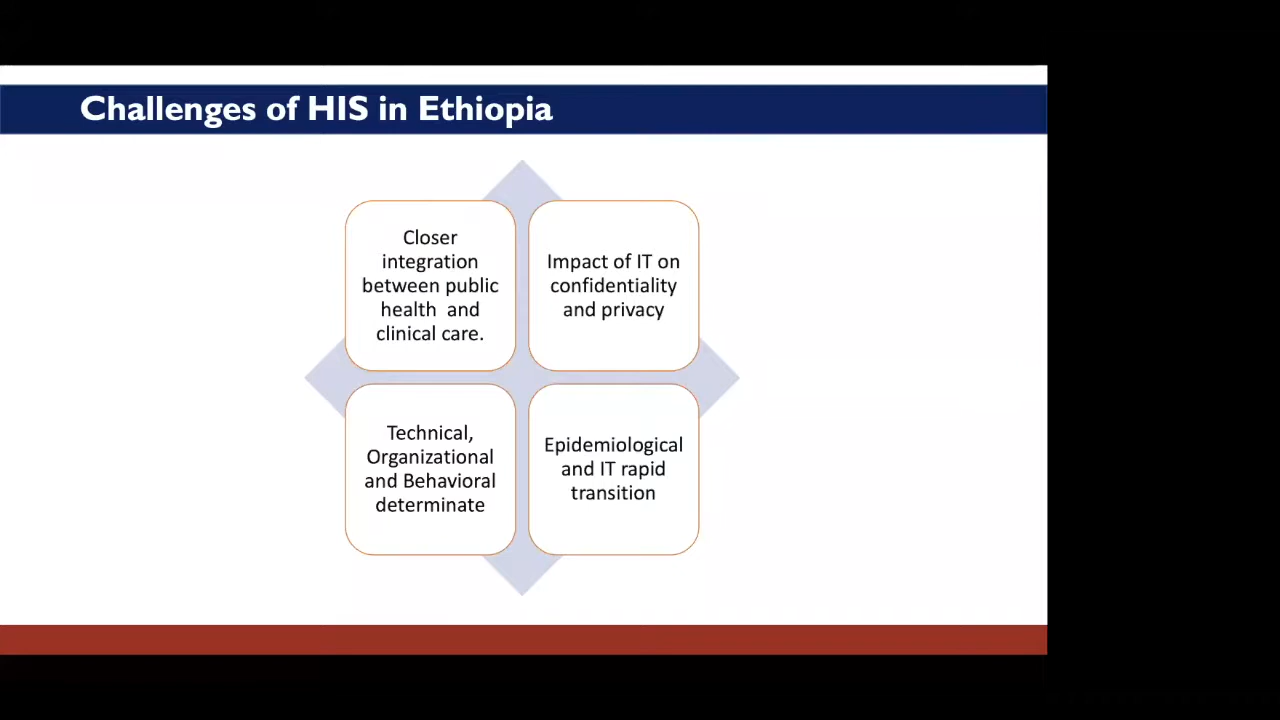 Challenges of HIS in Ethiopia
Closer
integration
between public
health and
clinical care.
Impact of IT on
confidentiality
and privacy
Technical,
Organizational
and Behavioral
determinate
Epidemiological
and IT rapid
transition